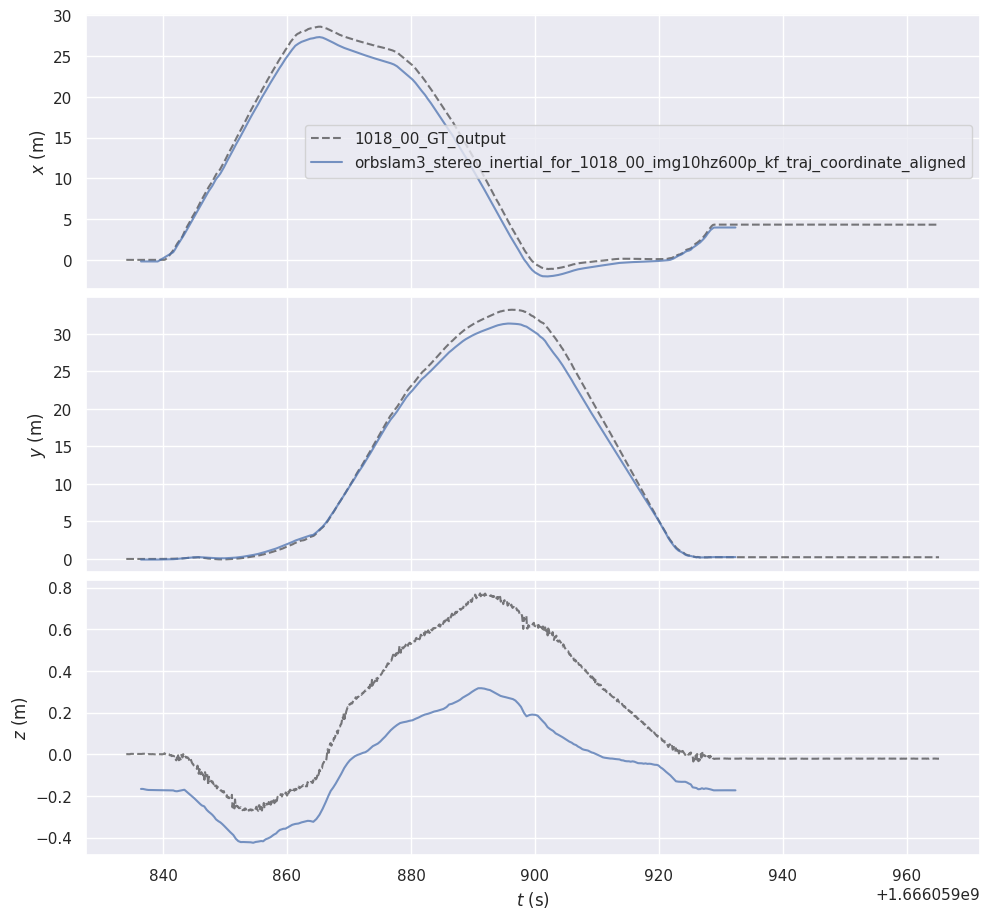 30
25
20
15
10
5
0
x (m)
1018_00_GT_output
orbslam3_stereo_inertial_for_1018_00_img10hz600p_kf_traj_coordinate_aligned
30
25
20
15
10
5
0
y (m)
0.8
0.6
0.4
0.2
0.0
−0.2
−0.4
z (m)
840 860 880 900 920 940 960
t (s)
+1.666059e9